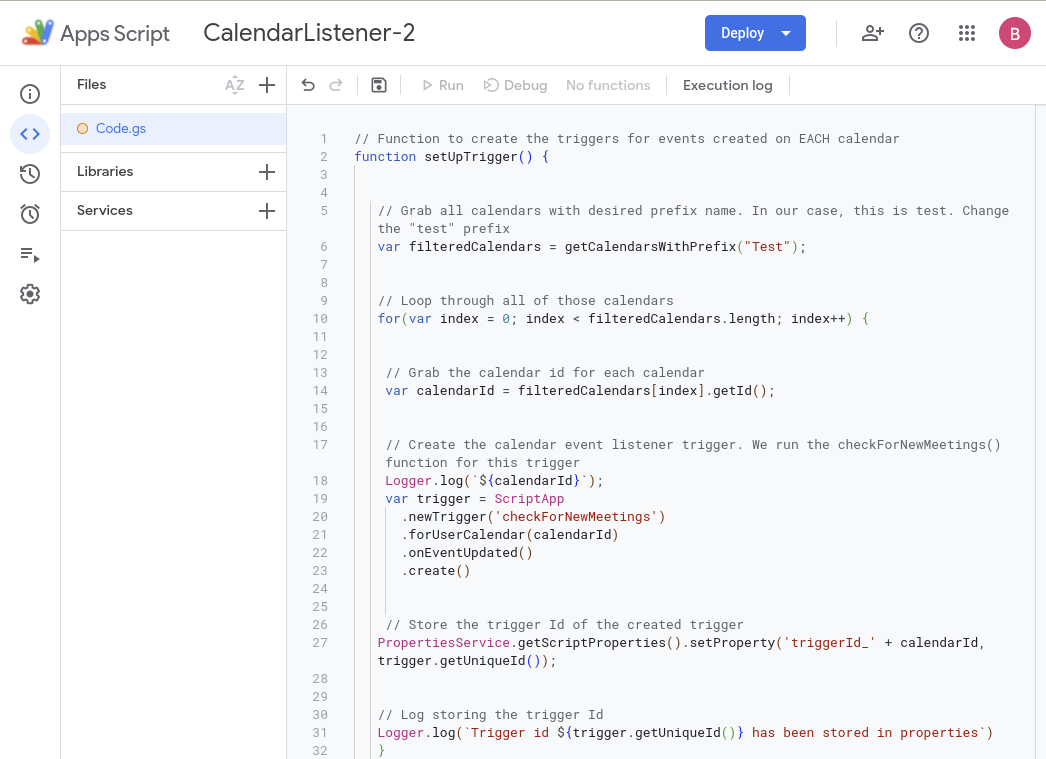 Apps Script
CalendarListener-2
Deploy
B
Files
AZ
Run
Debug
No functions
Execution log
Code.gs
Libraries
Services
1 // Function to create the triggers for events created on EACH calendar
2 function setUpTrigger() {
3
4
5 // Grab all calendars with desired prefix name. In our case, this is test. Change
the "test" prefix
6 var filteredCalendars = getCalendarsWithPrefix("Test");
7
8
9 // Loop through all of those calendars
10 for(var index = 0; index < filteredCalendars.length; index++) {
11
12
13 // Grab the calendar id for each calendar
14 var calendarId = filteredCalendars[index].getId();
15
16
17 // Create the calendar event listener trigger. We run the checkForNewMeetings()
function for this trigger
18 Logger.log(`${calendarId}`);
19 var trigger = ScriptApp
20 .newTrigger('checkForNewMeetings')
21 .forUserCalendar(calendarId)
22 .onEventUpdated()
23 .create()
24
25
26 // Store the trigger Id of the created trigger
27 PropertiesService.getScriptProperties().setProperty('triggerId_' + calendarId,
trigger.getUniqueId());
28
29
30 // Log storing the trigger Id
31 Logger.log(`Trigger id ${trigger.getUniqueId()} has been stored in properties`)
32 }